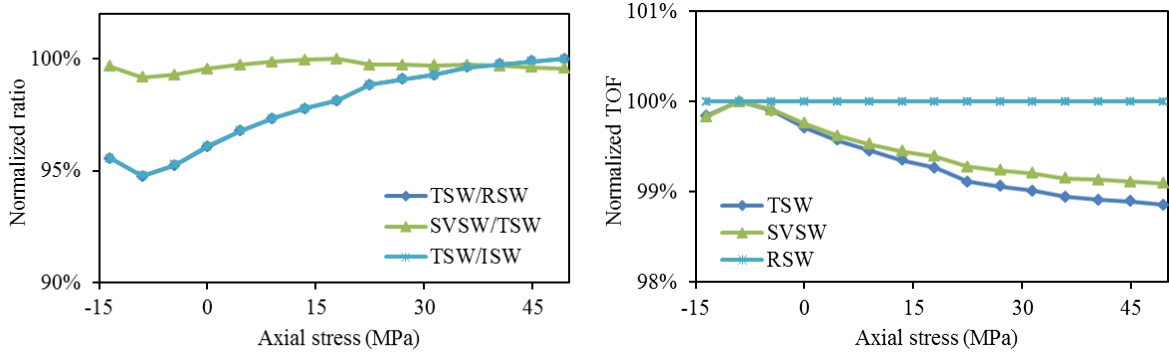 100%
95%
90%
-15 0 15 30 45
Normalized ratio
Axial stress (MPa)
TSW/RSW
SVSW/TSW
TSW/ISW
101%
100%
99%
98%
-15 0 15 30 45
Normalized TOF
Axial stress (MPa)
TSW
SVSW
RSW